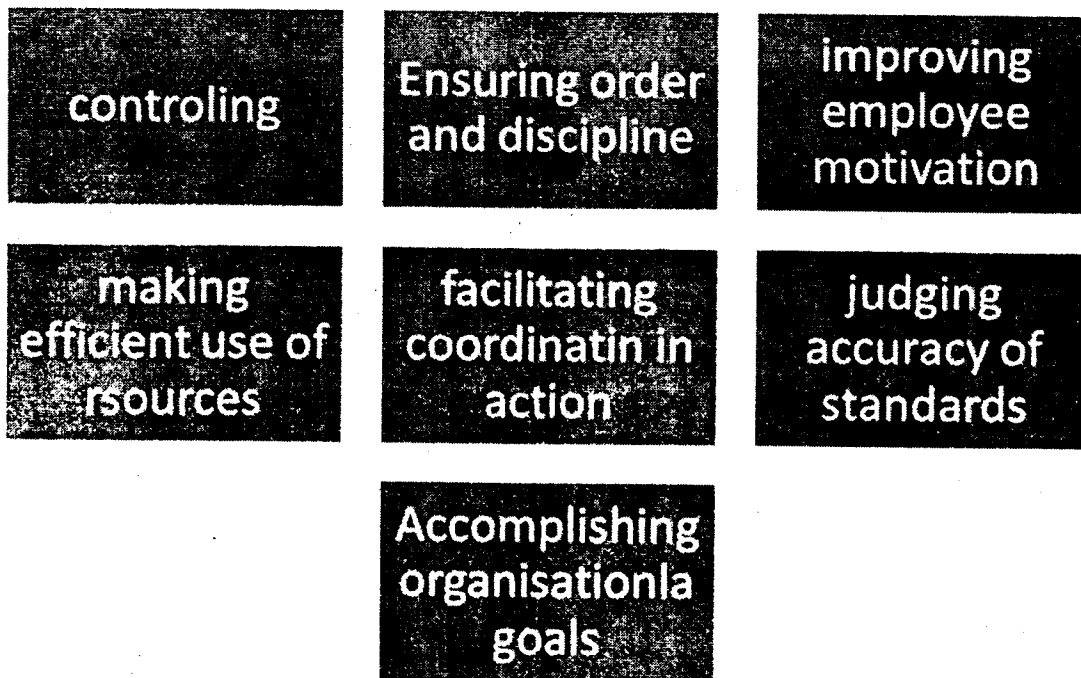 controling
Ensuring order
and discipline
improving
employee
motivation
making
efficient use of
rsources
facilitating
coordinatin in
action
judging
accuracy of
standards
Accomplishing
organisationla
goals